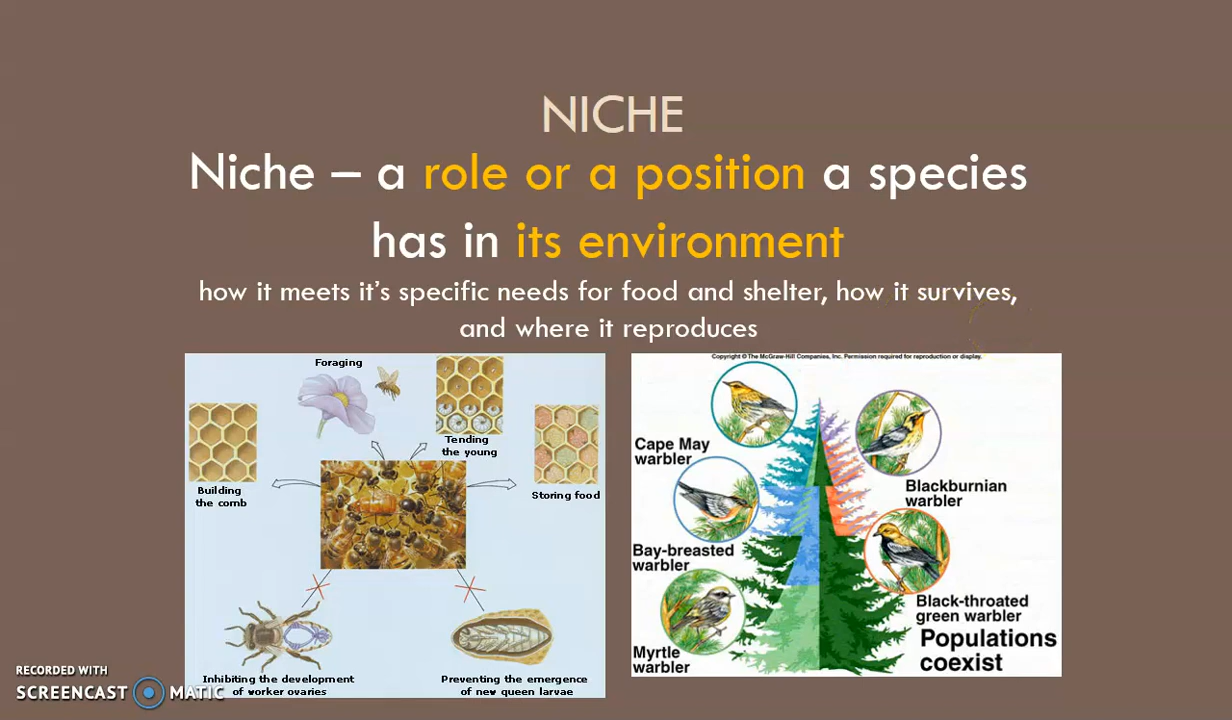 NICHE
Niche – a role or a position a species
has in its environment
how it meets it's specific needs for food and shelter, how it survives,
and where it reproduces
Foraging
Tending
the young
Building
the comb
Storing food
Inhibiting the development
of worker ovaries
Preventing the emergence
of new queen larvae
Copyright © The McGraw-Hill Companies, Inc. Permission required for reproduction or display.
Cape May
warbler
Blackburnian
warbler
Bay-breasted
warbler
Black-throated
green warbler
Myrtle
warbler
Populations
coexist
RECORDED WITH
SCREENCAST MATIC